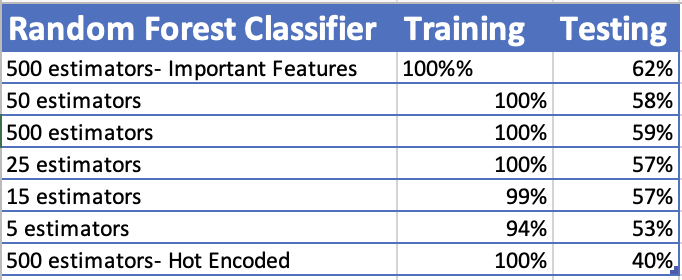 Random Forest Classifier Training Testing
500 estimators- Important Features 100%% 62%
50 estimators 100% 58%
500 estimators 100% 59%
25 estimators 100% 57%
15 estimators 99% 57%
5 estimators 94% 53%
500 estimators- Hot Encoded 100% 40%